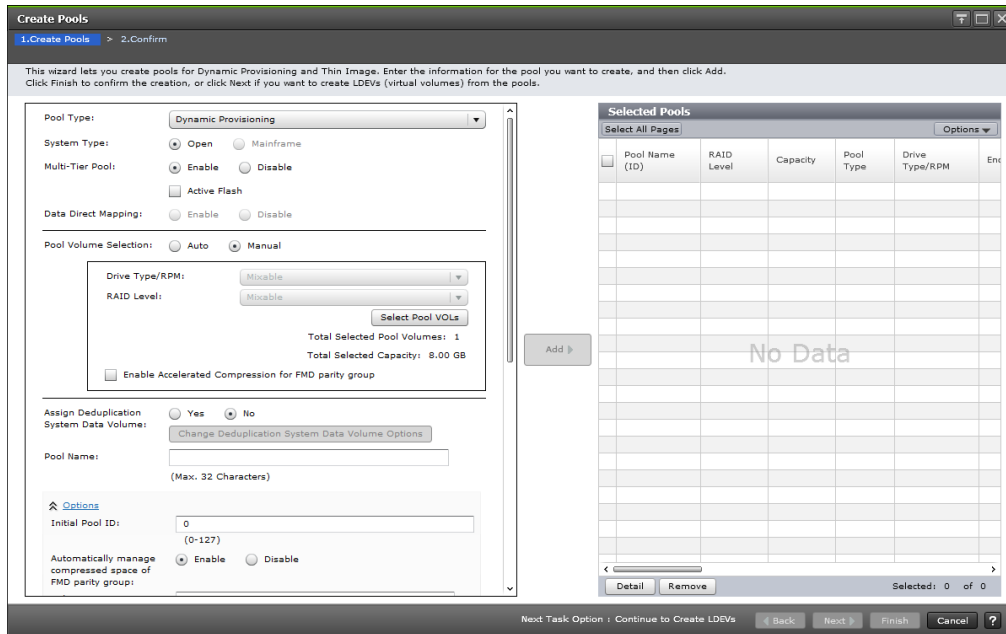 Create Pools
1.Create Pools > 2.Confirm
This wizard lets you create pools for Dynamic Provisioning and Thin Image. Enter the information for the pool you want to create, and then click Add.
Click Finish to confirm the creation, or click Next if you want to create LDEVs (virtual volumes) from the pools.
Pool Type: Dynamic Provisioning
System Type: Open Mainframe
Multi-Tier Pool: Enable Disable
Active Flash
Data Direct Mapping: Enable Disable
Pool Volume Selection: Auto Manual
Drive Type/RPM: Mixable
RAID Level: Mixable
Select Pool VOLs
Total Selected Pool Volumes: 1
Total Selected Capacity: 8.00 GB
Enable Accelerated Compression for FMD parity group
Assign Deduplication
System Data Volume:
Yes No
Change Deduplication System Data Volume Options
Pool Name:
(Max. 32 Characters)
Options
Initial Pool ID: 0
(0-127)
Automatically manage
compressed space of
FMD parity group:
Enable Disable
Add
Selected Pools
Select All Pages Options
Pool Name
(ID)
RAID
Level
Capacity
Pool
Type
Drive
Type/RPM
Enc
No Data
Detail Remove Selected: 0 of 0
Next Task Option : Continue to Create LDEVs Back Next Finish Cancel ?